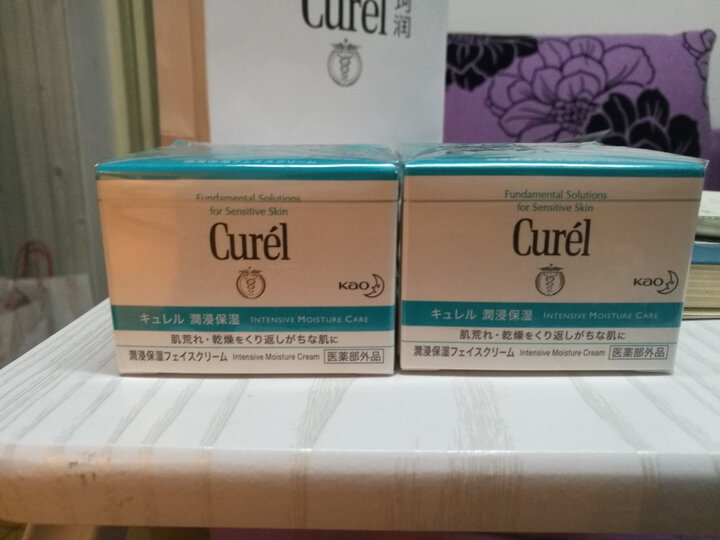 Curél
珂润
Fundamental Solutions
for Sensitive Skin
Curél
Kao
キュレル 潤浸保湿 INTENSIVE MOISTURE CARE
肌荒れ・乾燥をくり返しがちな肌に
潤浸保湿フェイスクリーム Intensive Moisture Cream 医薬部外品
Fundamental Solutions
for Sensitive Skin
Curél
Kao
キュレル 潤浸保湿 INTENSIVE MOISTURE CARE
肌荒れ・乾燥をくり返しがちな肌に
潤浸保湿フェイスクリーム Intensive Moisture Cream 医薬部外品